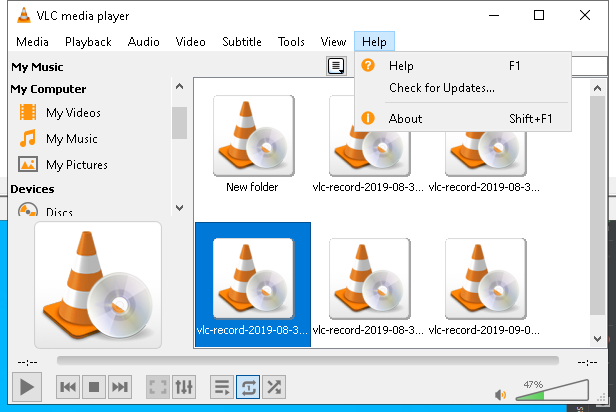 VLC media player
Media Playback Audio Video Subtitle Tools View Help
My Music
Help F1
Check for Updates...
About Shift+F1
My Computer
My Videos
My Music
My Pictures
Devices
Discs
New folder
vlc-record-2019-08-3...
vlc-record-2019-08-3...
vlc-record-2019-08-3...
vlc-record-2019-08-3...
vlc-record-2019-09-0...
--:--
--:--
47%